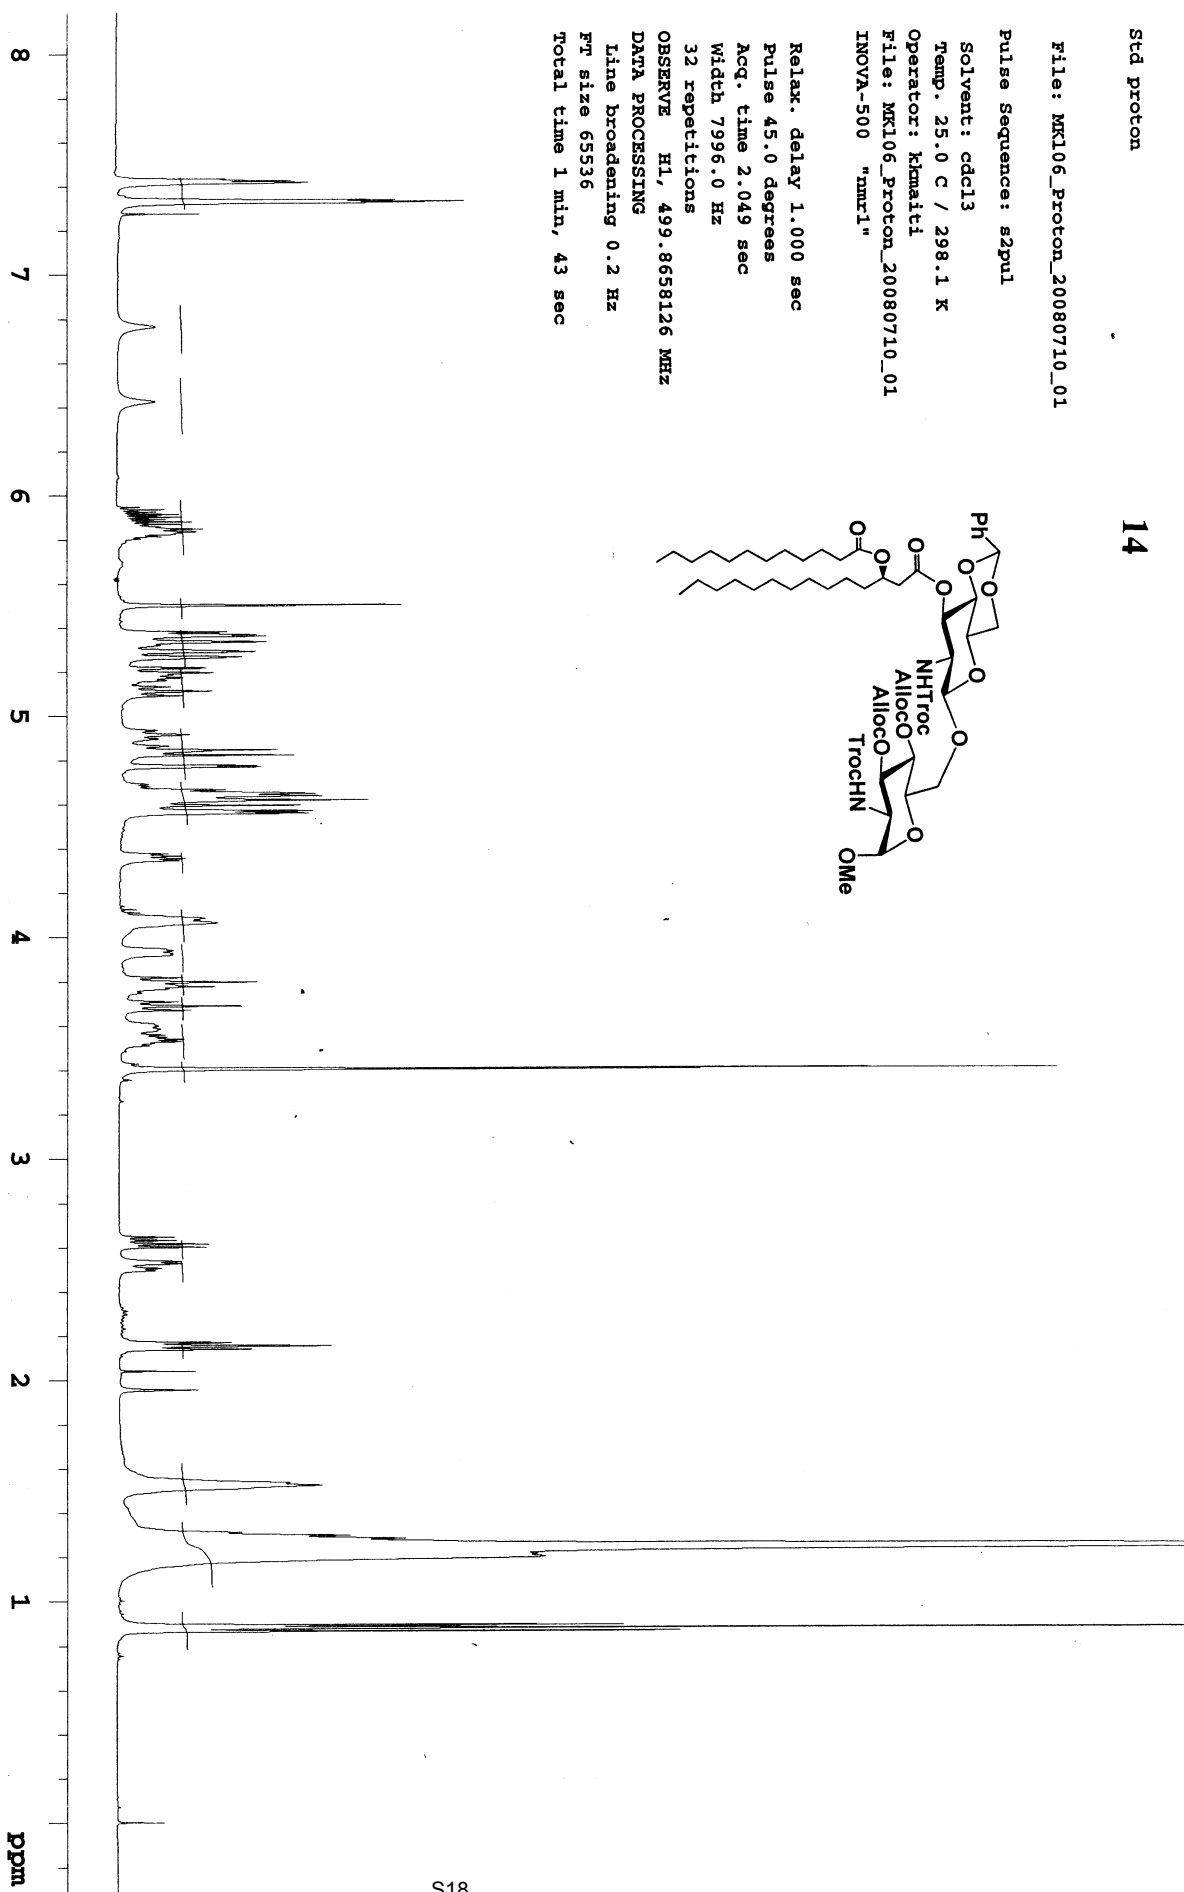 Std proton
14
File: MK106_Proton_20080710_01
Pulse Sequence: s2pul
Solvent: cdcl3
Temp. 25.0 C / 298.1 K
Operator: kkmaiti
File: MK106_Proton_20080710_01
INOVA-500 "nmr1"
Relax. delay 1.000 sec
Pulse 45.0 degrees
Acq. time 2.049 sec
Width 7996.0 Hz
32 repetitions
OBSERVE H1, 499.8658126 MHz
DATA PROCESSING
Line broadening 0.2 Hz
FT size 65536
Total time 1 min, 43 sec
Ph
O
O
O
O
O
O
O
NHTroc
O
AllocO
AllocO
TrocHN
O
OMe
8 7 6 5 4 3 2 1 ppm
S18